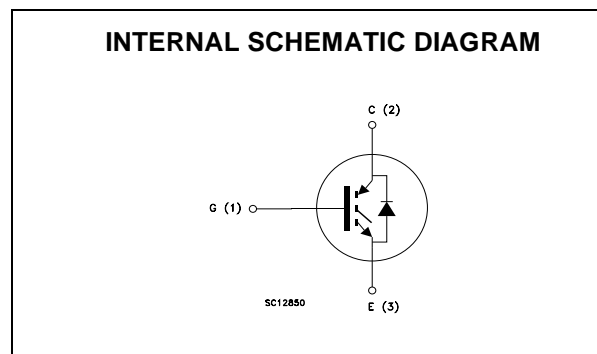 INTERNAL SCHEMATIC DIAGRAM
C (2)
G (1)
SC12850
E (3)